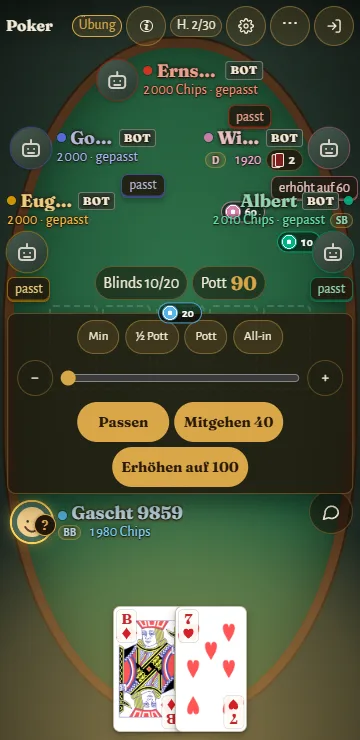 Poker Übung H. 2/30
Erns... BOT
2000 Chips · gepasst
passt
Go... BOT
2000 · gepasst
Wi... BOT
D 1920 2
passt
erhöht auf 60
Eug... BOT
2000 · gepasst
Albert BOT
60
2010 Chips · gepasst SB
10
passt
passt
Blinds 10/20
Pott 90
20
Min
½ Pott
Pott
All-in
−
+
Passen
Mitgehen 40
Erhöhen auf 100
?
Gascht 9859
BB 1980 Chips
B
7
B
7